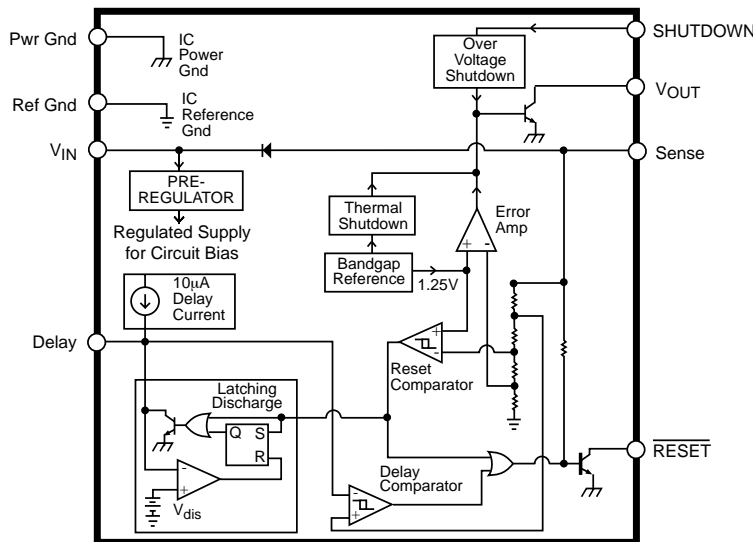 Pwr Gnd
IC
Power
Gnd
Ref Gnd
IC
Reference
Gnd
VIN
PRE-
REGULATOR
Regulated Supply
for Circuit Bias
Over
Voltage
Shutdown
SHUTDOWN
VOUT
Sense
Thermal
Shutdown
Bandgap
Reference
1.25V
+
-
Error
Amp
10μA
Delay
Current
Delay
+
-
Reset
Comparator
Latching
Discharge
Q
S
R
-
+
Vdis
Delay
Comparator
-
+
RESET